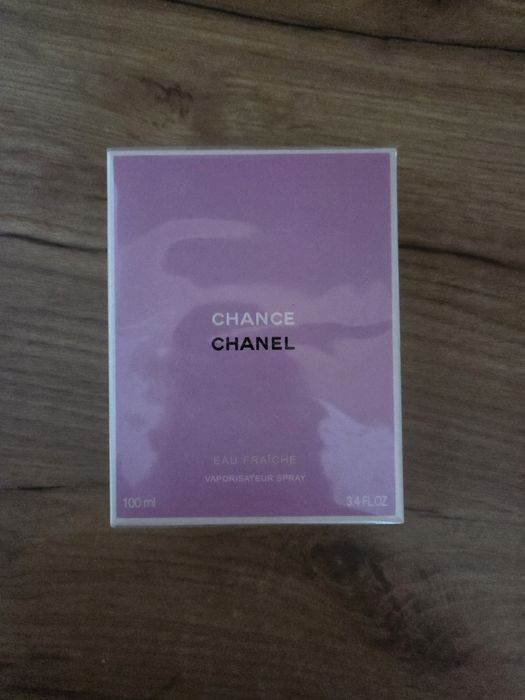 CHANCE
CHANEL
EAU FRAÎCHE
VAPORISATEUR SPRAY
100 ml 3.4 FL.OZ